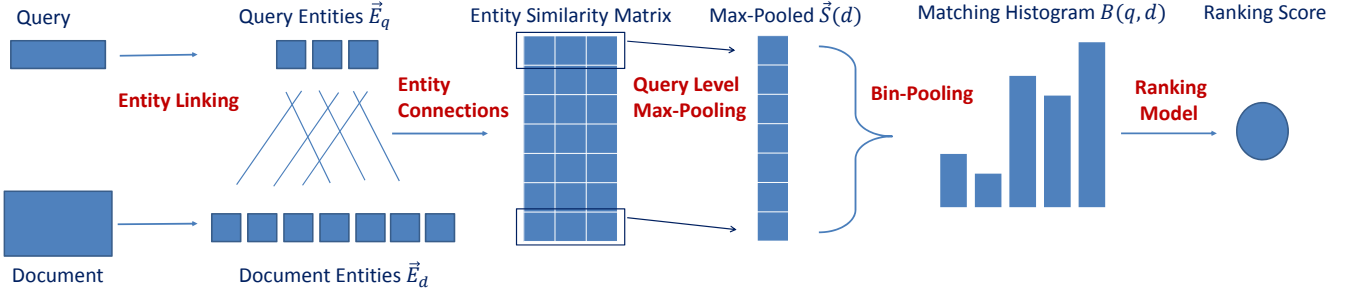 Query
Query Entities $\vec{E}_q$
Entity Similarity Matrix
Max-Pooled $\vec{S}(d)$
Matching Histogram $B(q, d)$
Ranking Score
Entity Linking
Entity
Connections
Query Level
Max-Pooling
Bin-Pooling
Ranking
Model
Document
Document Entities $\vec{E}_d$